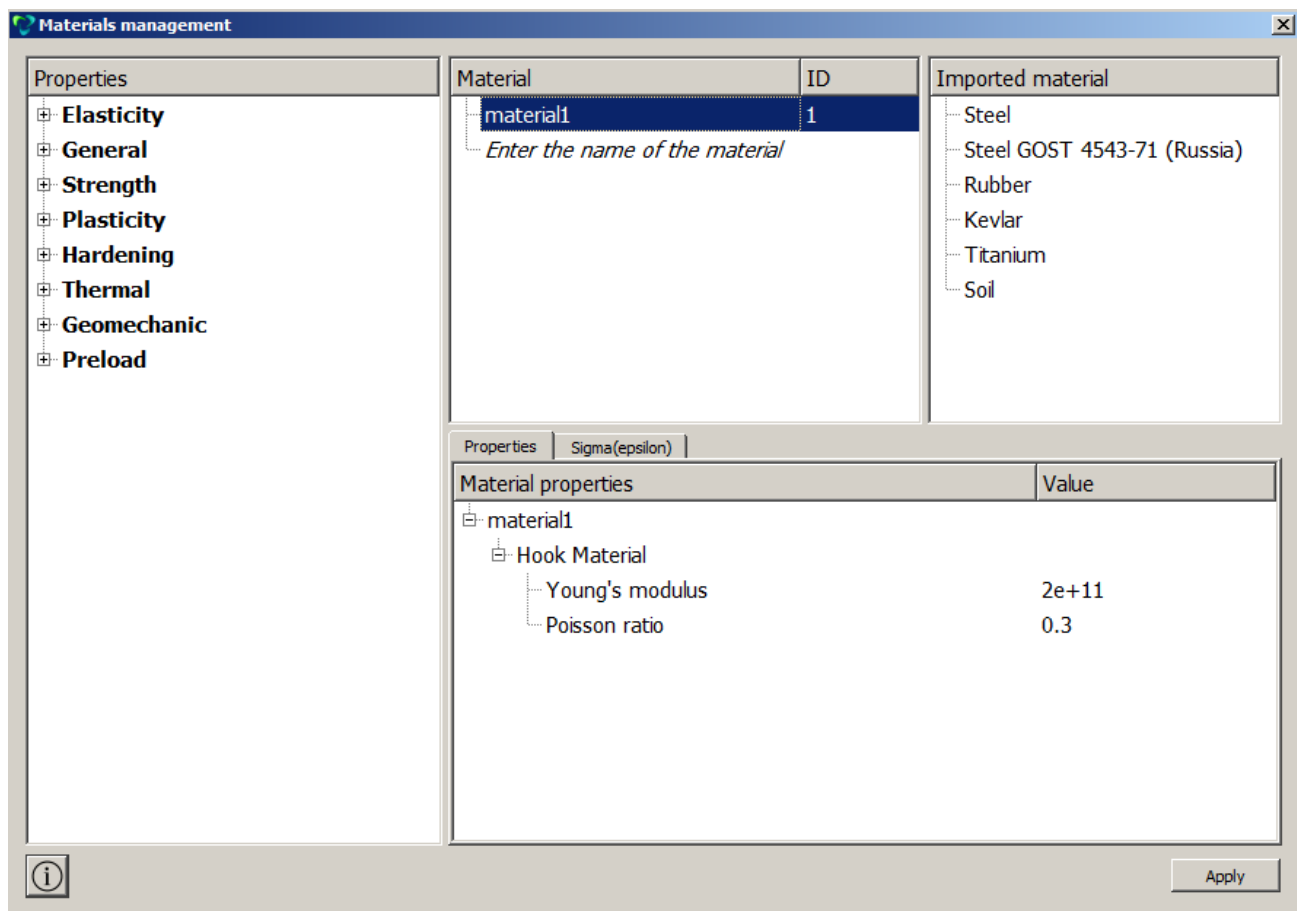 Materials management
Properties
Elasticity
General
Strength
Plasticity
Hardening
Thermal
Geomechanic
Preload
Material ID
material1 1
Enter the name of the material
Imported material
Steel
Steel GOST 4543-71 (Russia)
Rubber
Kevlar
Titanium
Soil
Properties Sigma(epsilon)
Material properties Value
material1
Hook Material
Young's modulus 2e+11
Poisson ratio 0.3
Apply